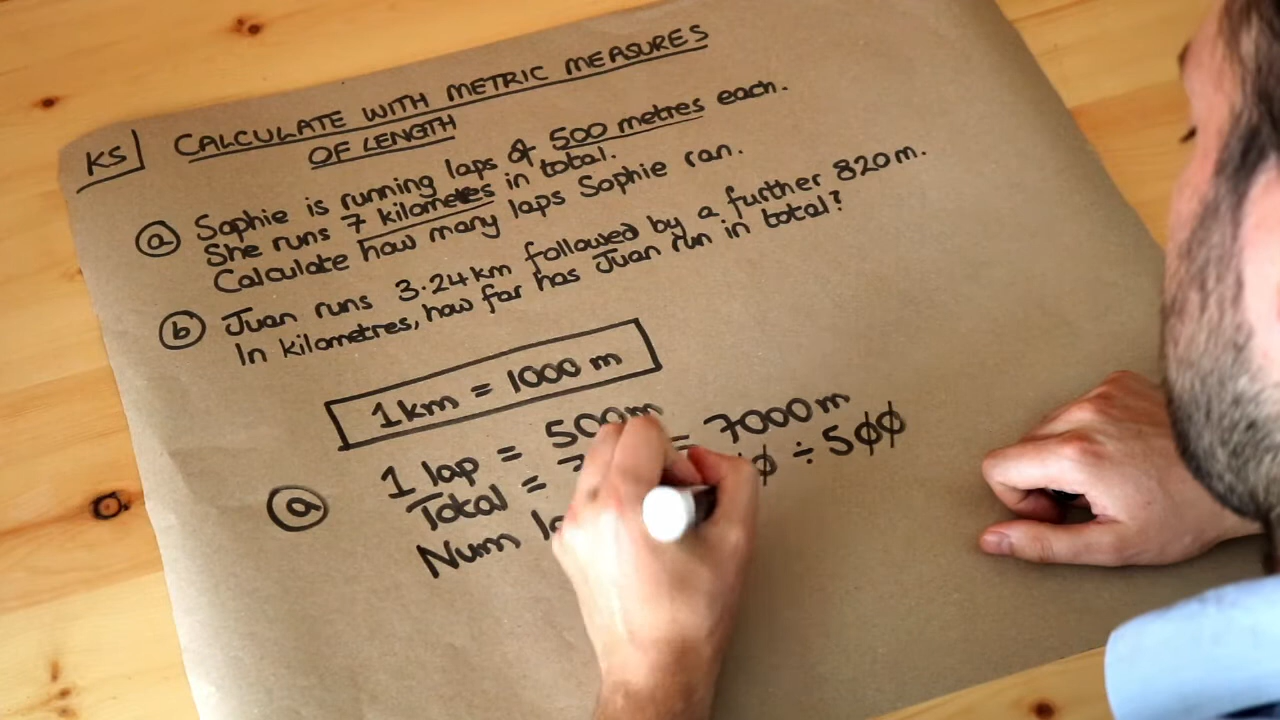 KS
CALCULATE WITH METRIC MEASURES
OF LENGTH
a Sophie is running laps of 500 metres each.
She runs 7 kilometres in total.
Calculate how many laps Sophie ran.
b Juan runs 3.24km followed by a further 820m.
In kilometres, how far has Juan run in total?
1km = 1000m
a 1 lap = 500m
Total = = 7000m
Num ÷ 500